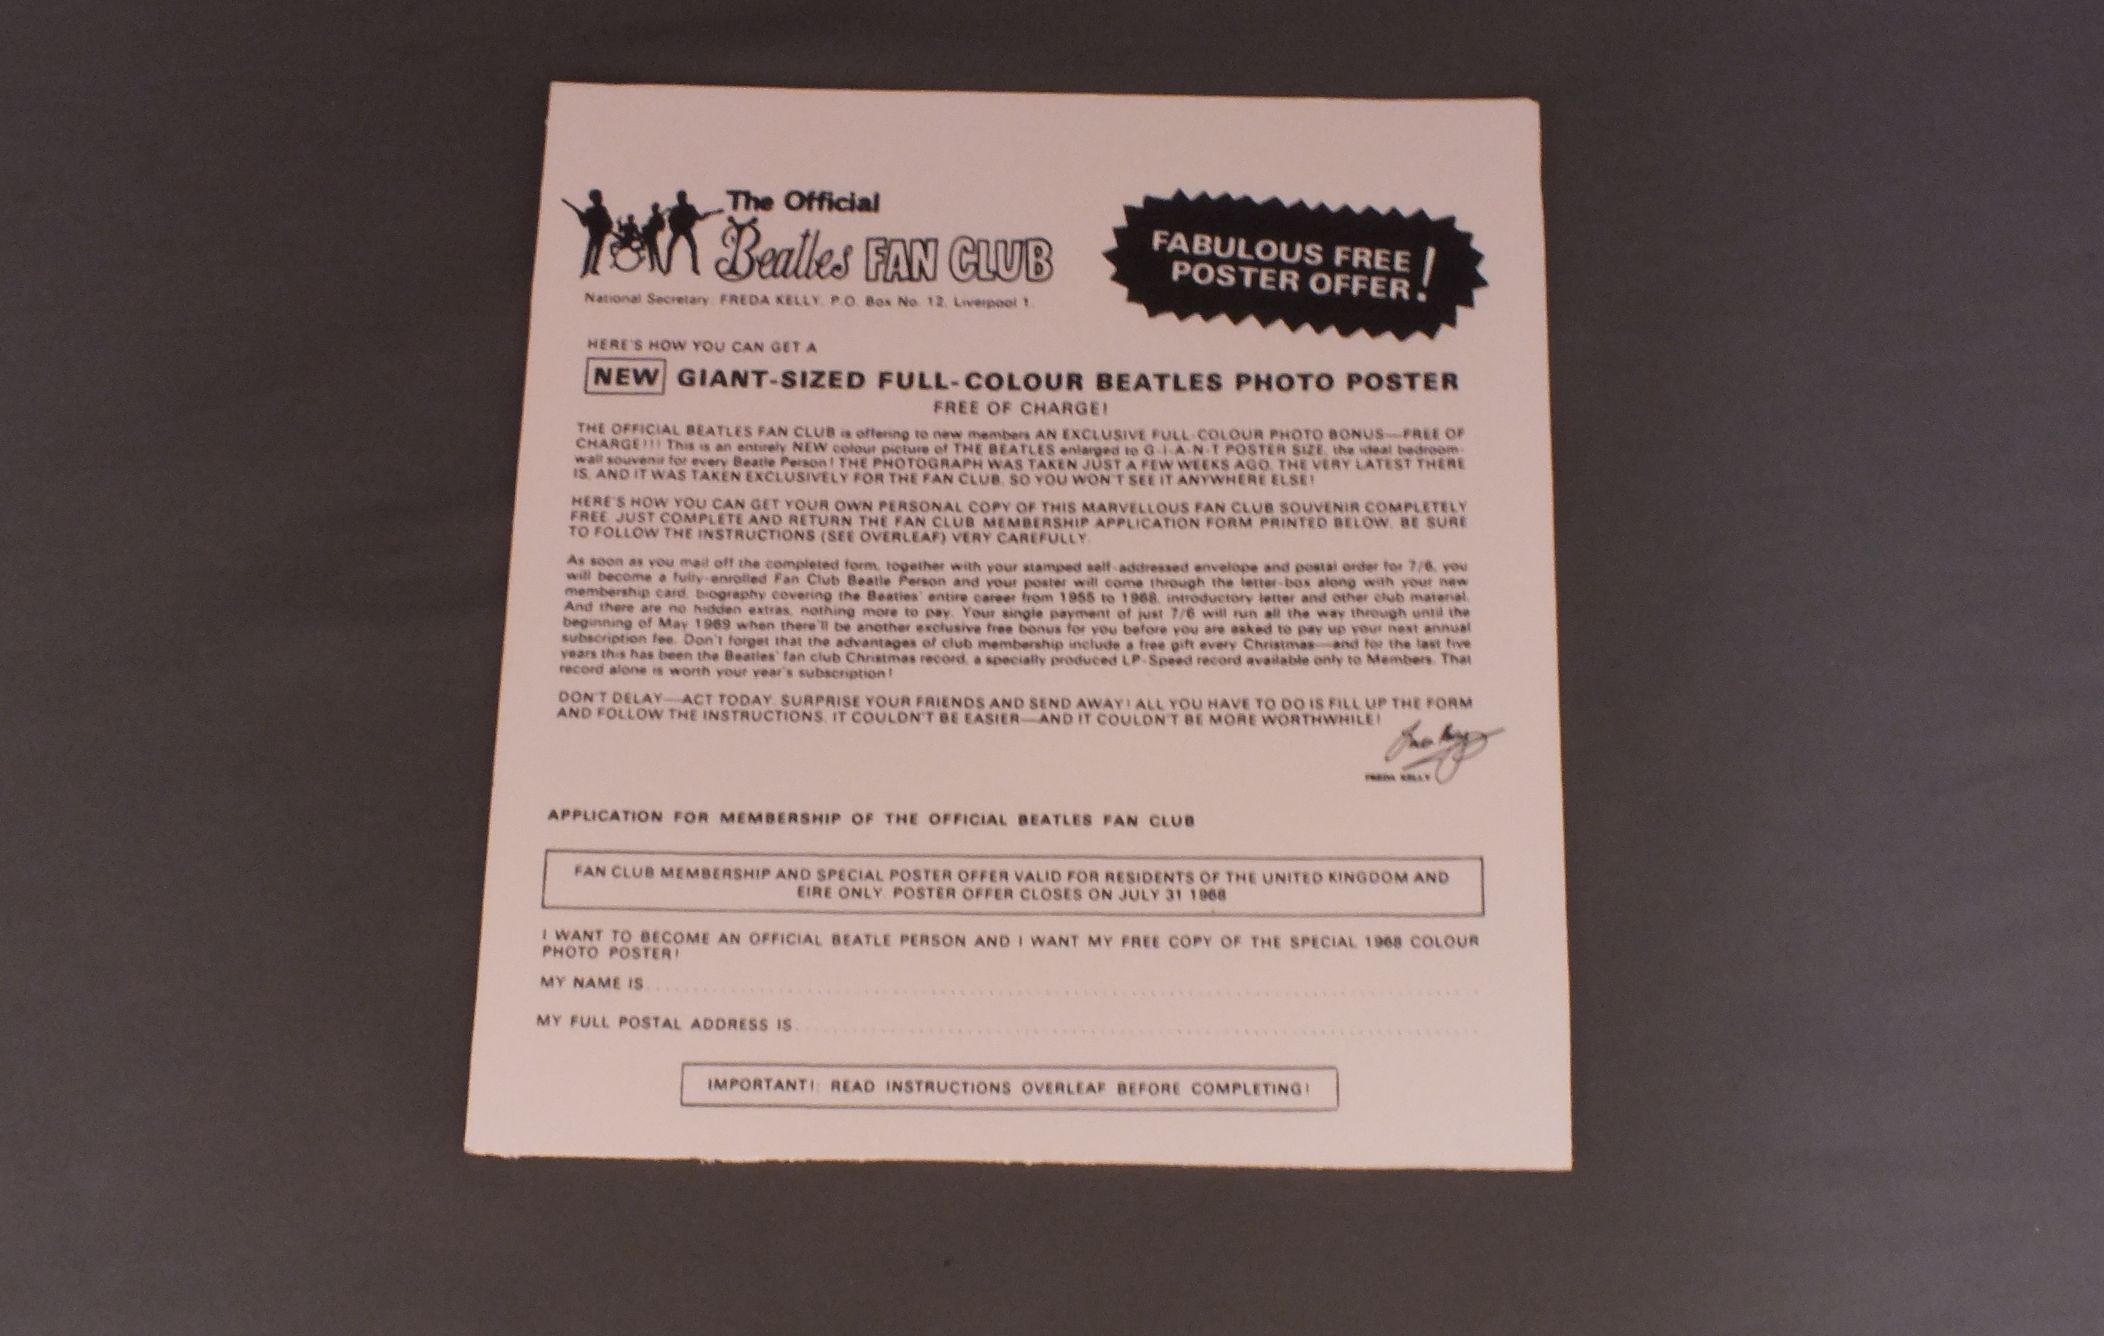 The Official
Beatles FAN CLUB
National Secretary: FREDA KELLY, P.O. Box No. 12, Liverpool 1.
FABULOUS FREE
POSTER OFFER!
HERE'S HOW YOU CAN GET A
NEW GIANT-SIZED FULL-COLOUR BEATLES PHOTO POSTER
FREE OF CHARGE!
THE OFFICIAL BEATLES FAN CLUB is offering to new members AN EXCLUSIVE FULL-COLOUR PHOTO BONUS—FREE OF
CHARGE!!! This is an entirely NEW colour picture of THE BEATLES enlarged to G-I-A-N-T POSTER SIZE, the ideal bedroom-
wall souvenir for every Beatle Person! THE PHOTOGRAPH WAS TAKEN JUST A FEW WEEKS AGO, THE VERY LATEST THERE
IS, AND IT WAS TAKEN EXCLUSIVELY FOR THE FAN CLUB, SO YOU WON'T SEE IT ANYWHERE ELSE!
HERE'S HOW YOU CAN GET YOUR OWN PERSONAL COPY OF THIS MARVELLOUS FAN CLUB SOUVENIR COMPLETELY
FREE. JUST COMPLETE AND RETURN THE FAN CLUB MEMBERSHIP APPLICATION FORM PRINTED BELOW. BE SURE
TO FOLLOW THE INSTRUCTIONS (SEE OVERLEAF) VERY CAREFULLY.
As soon as you mail off the completed form, together with your stamped self-addressed envelope and postal order for 7/6, you
will become a fully-enrolled Fan Club Beatle Person and your poster will come through the letter-box along with your new
membership card, biography covering the Beatles' entire career from 1955 to 1968, introductory letter and other club material.
And there are no hidden extras, nothing more to pay. Your single payment of just 7/6 will run all the way through until the
beginning of May 1969 when there'll be another exclusive free bonus for you before you are asked to pay up your next annual
subscription fee. Don't forget that the advantages of club membership include a free gift every Christmas—and for the last five
years this has been the Beatles' fan club Christmas record, a specially produced LP-Speed record available only to Members. That
record alone is worth your year's subscription!
DON'T DELAY—ACT TODAY. SURPRISE YOUR FRIENDS AND SEND AWAY! ALL YOU HAVE TO DO IS FILL UP THE FORM
AND FOLLOW THE INSTRUCTIONS. IT COULDN'T BE EASIER—AND IT COULDN'T BE MORE WORTHWHILE!
FREDA KELLY
APPLICATION FOR MEMBERSHIP OF THE OFFICIAL BEATLES FAN CLUB
FAN CLUB MEMBERSHIP AND SPECIAL POSTER OFFER VALID FOR RESIDENTS OF THE UNITED KINGDOM AND
EIRE ONLY. POSTER OFFER CLOSES ON JULY 31 1968
I WANT TO BECOME AN OFFICIAL BEATLE PERSON AND I WANT MY FREE COPY OF THE SPECIAL 1968 COLOUR
PHOTO POSTER!
MY NAME IS
MY FULL POSTAL ADDRESS IS
IMPORTANT!: READ INSTRUCTIONS OVERLEAF BEFORE COMPLETING!